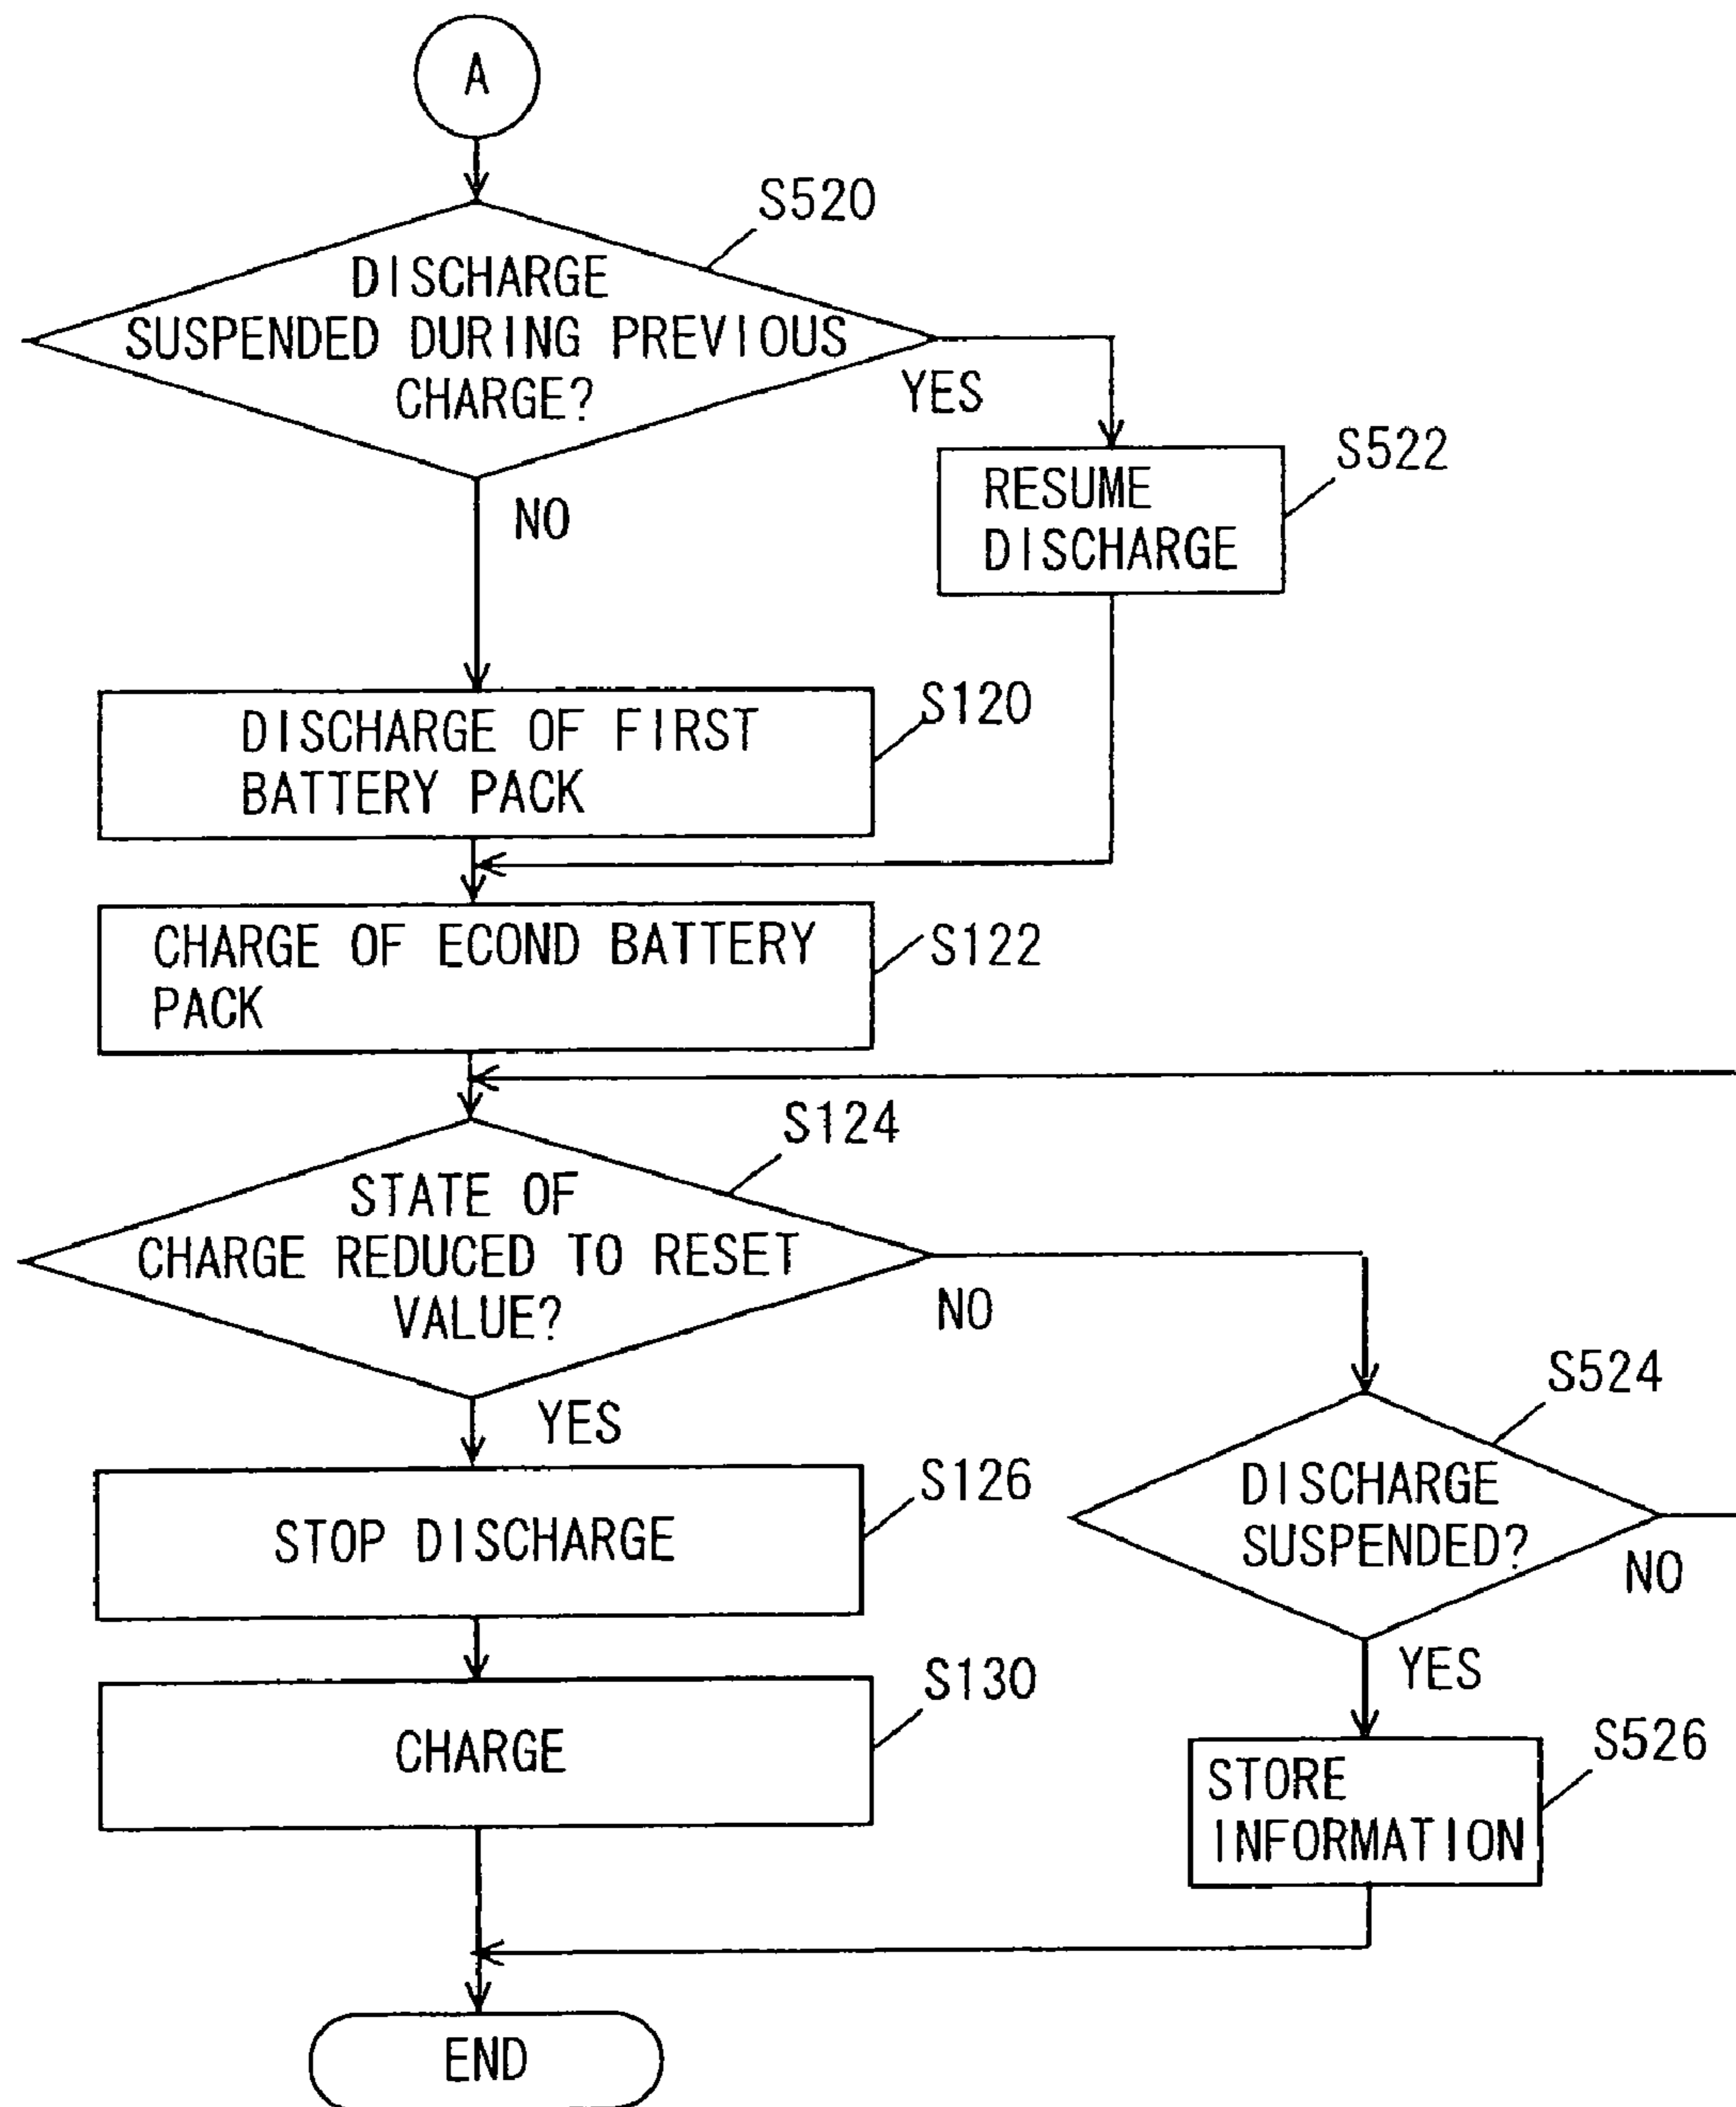 A
S520
DISCHARGE
SUSPENDED DURING PREVIOUS
CHARGE?
YES
S522
RESUME
DISCHARGE
NO
S120
DISCHARGE OF FIRST
BATTERY PACK
CHARGE OF ECOND BATTERY
PACK
S122
S124
STATE OF
CHARGE REDUCED TO RESET
VALUE?
NO
YES
S524
DISCHARGE
SUSPENDED?
NO
S126
STOP DISCHARGE
YES
S130
CHARGE
S526
STORE
INFORMATION
END